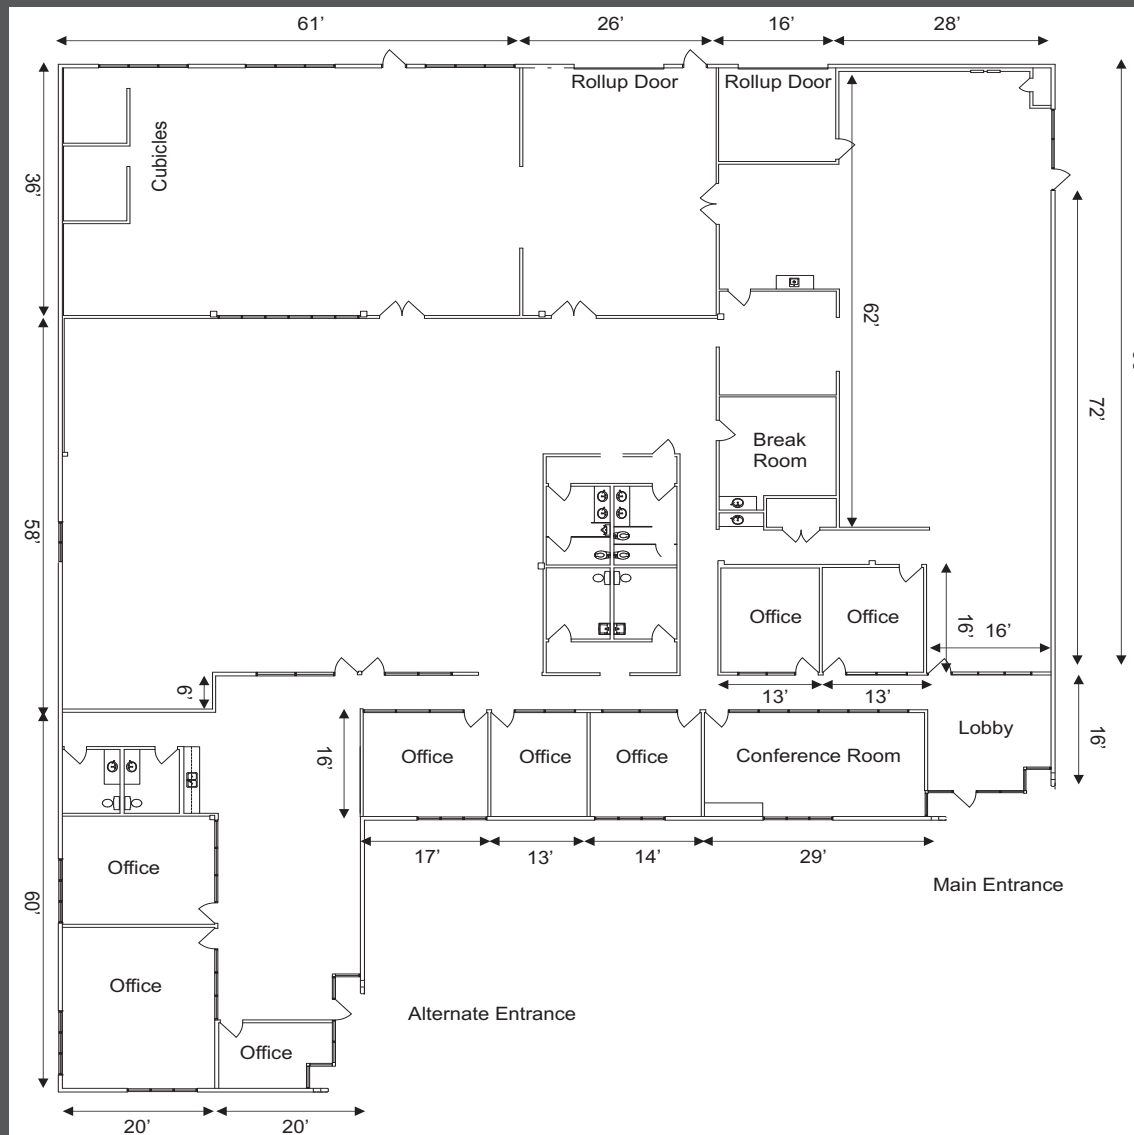 61’
26’
16’
28’
Rollup Door
Rollup Door
Cubicles
36’
62’
72’
Break
Room
58’
Office
Office
16’
16’
13’
13’
6’
Lobby
16’
16’
Office
Office
Office
Conference Room
17’
13’
14’
29’
Office
Main Entrance
60’
Office
Alternate Entrance
Office
20’
20’